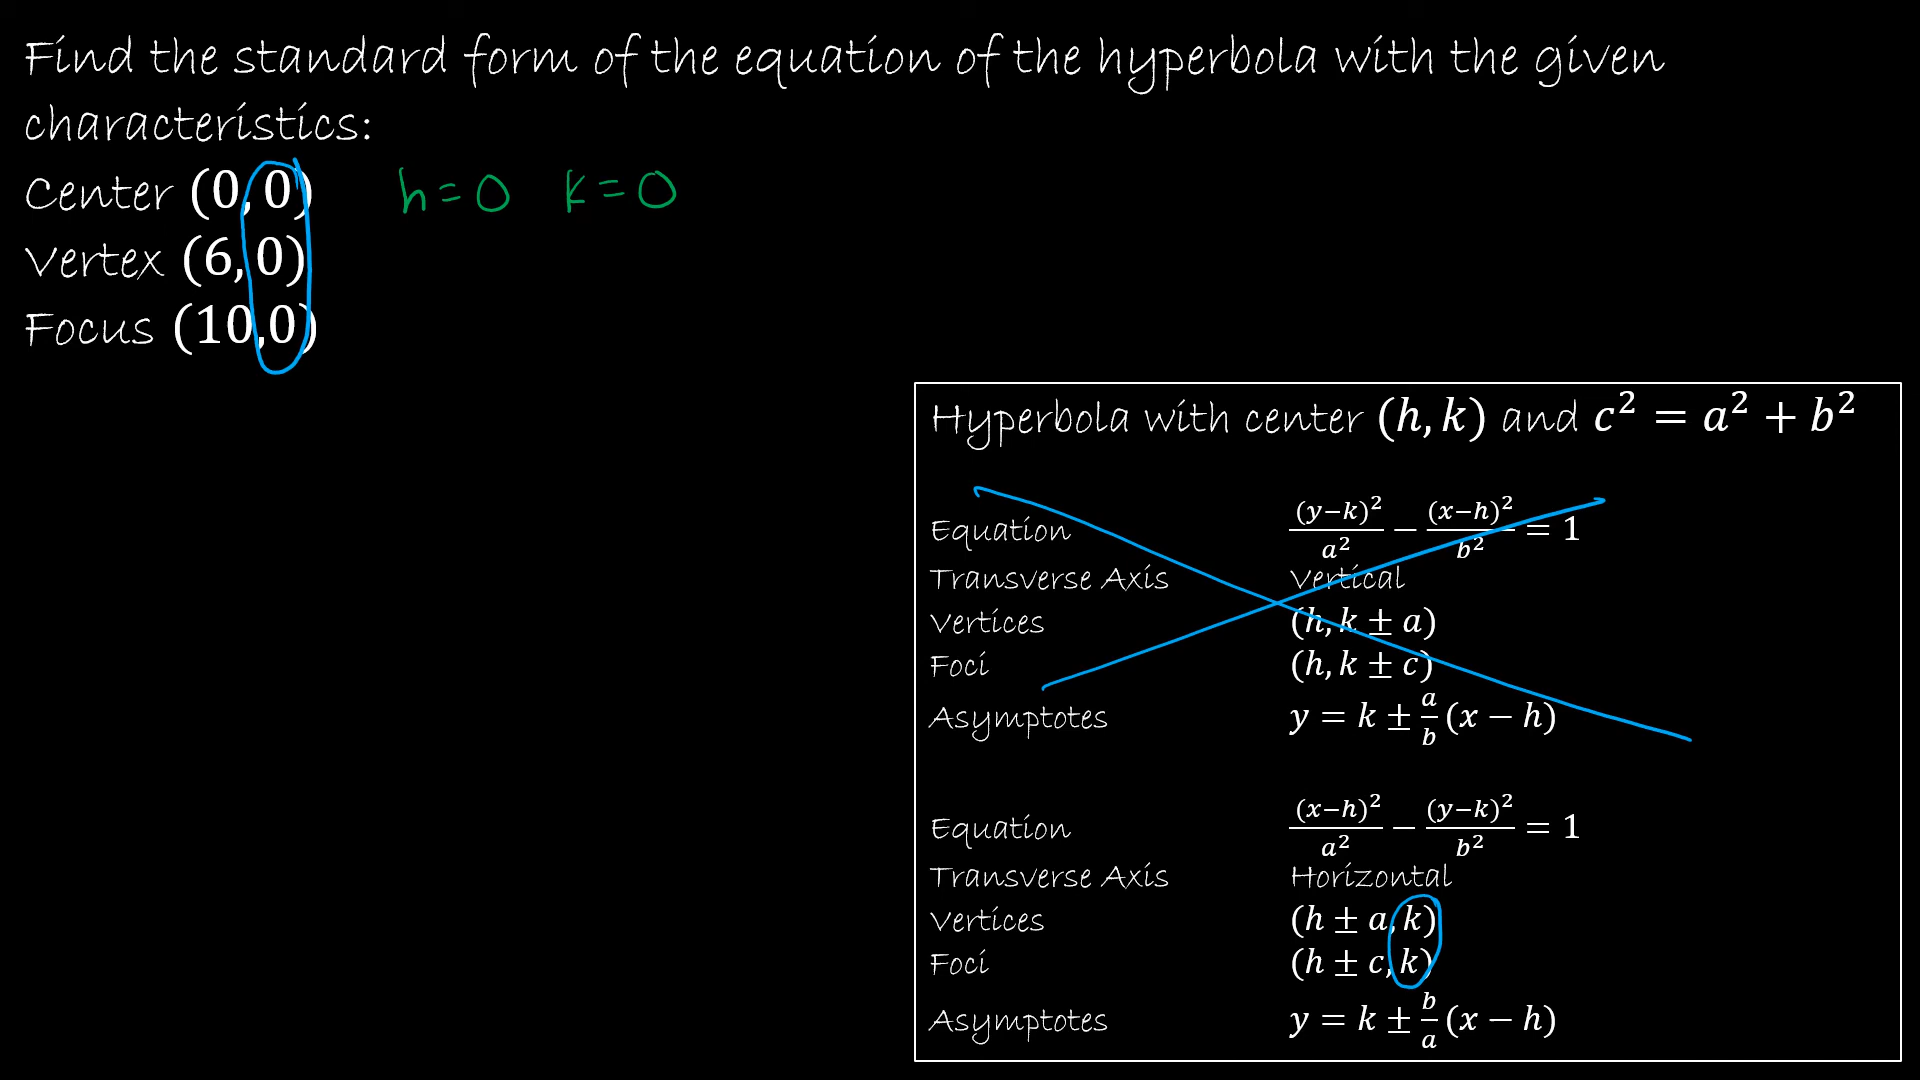 Find the standard form of the equation of the hyperbola with the given
characteristics:
Center (0,0) h=0 k=0
Vertex (6,0)
Focus (10,0)
Hyperbola with center (h, k) and c² = a² + b²
Equation (y−k)²/a² − (x−h)²/b² = 1
Transverse Axis Vertical
Vertices (h, k ± a)
Foci (h, k ± c)
Asymptotes y = k ± a/b (x − h)
Equation (x−h)²/a² − (y−k)²/b² = 1
Transverse Axis Horizontal
Vertices (h ± a, k)
Foci (h ± c, k)
Asymptotes y = k ± b/a (x − h)